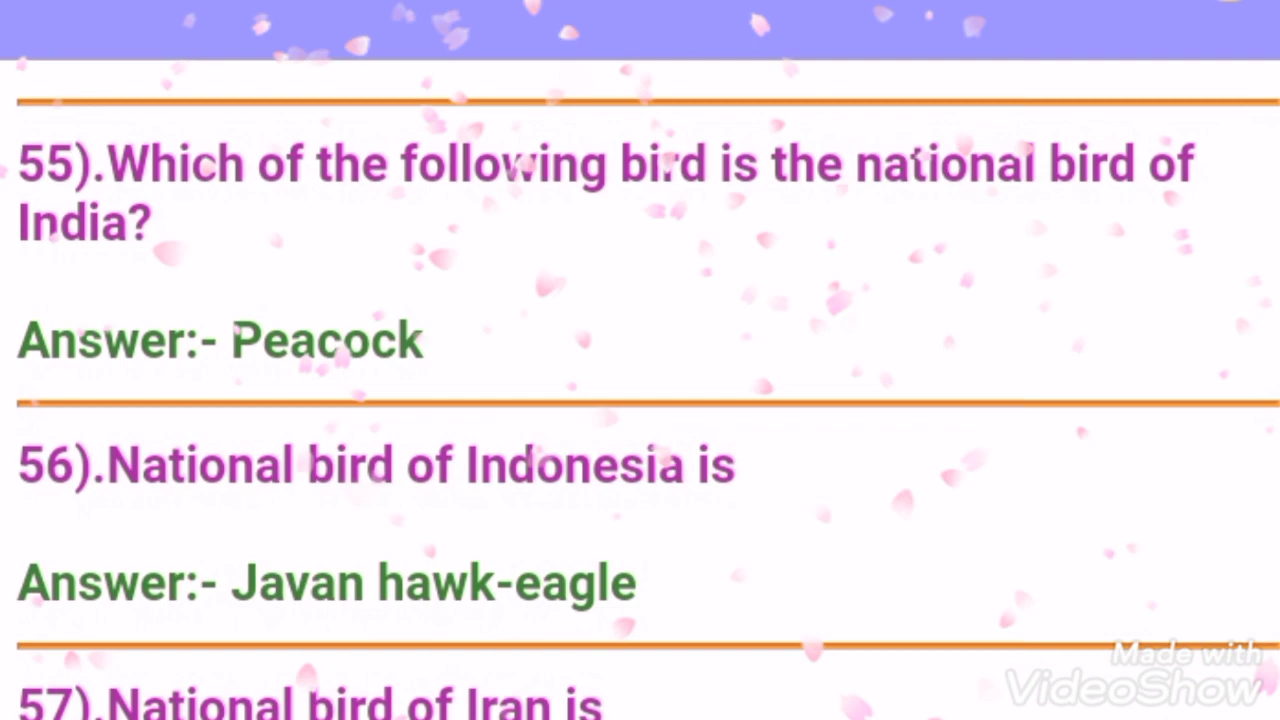 55).Which of the following bird is the national bird of
India?
Answer:- Peacock
56).National bird of Indonesia is
Answer:- Javan hawk-eagle
57).National bird of Iran is
Made with
VideoShow